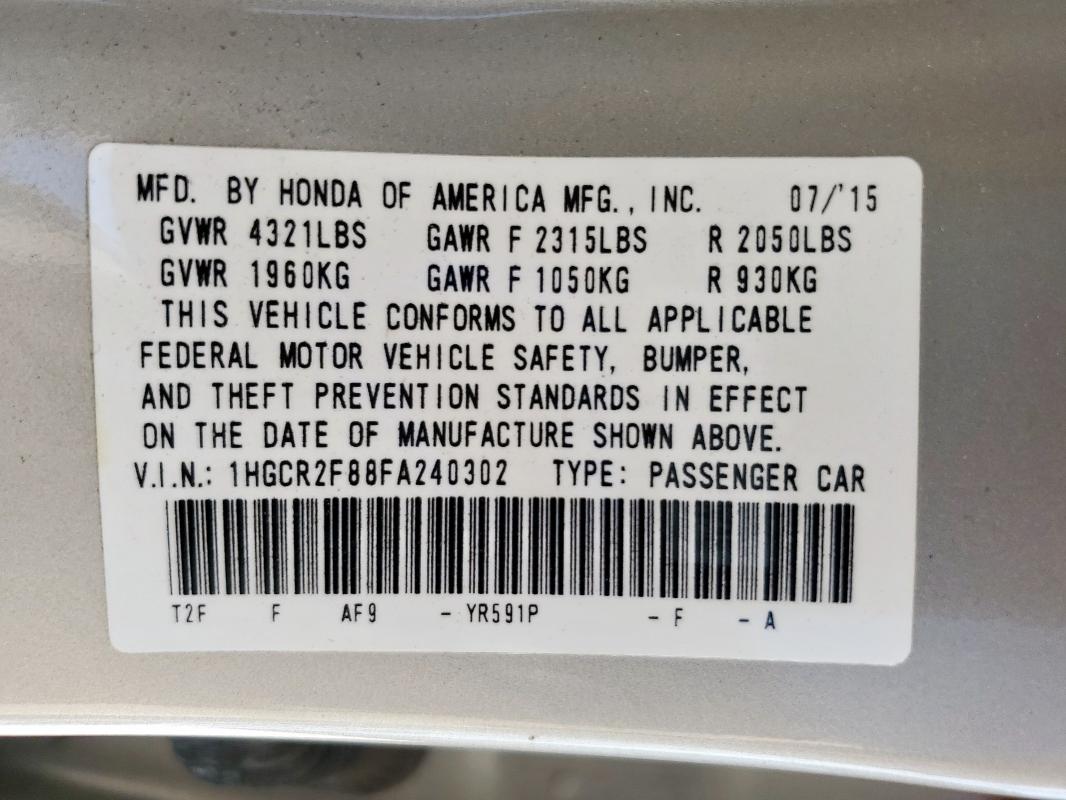 MFD. BY HONDA OF AMERICA MFG., INC. 07/'15
GVWR 4321LBS GAWR F 2315LBS R 2050LBS
GVWR 1960KG GAWR F 1050KG R 930KG
THIS VEHICLE CONFORMS TO ALL APPLICABLE
FEDERAL MOTOR VEHICLE SAFETY, BUMPER,
AND THEFT PREVENTION STANDARDS IN EFFECT
ON THE DATE OF MANUFACTURE SHOWN ABOVE.
V.I.N.: 1HGCR2F88FA240302 TYPE: PASSENGER CAR
T2F F AF9 - YR591P - F - A